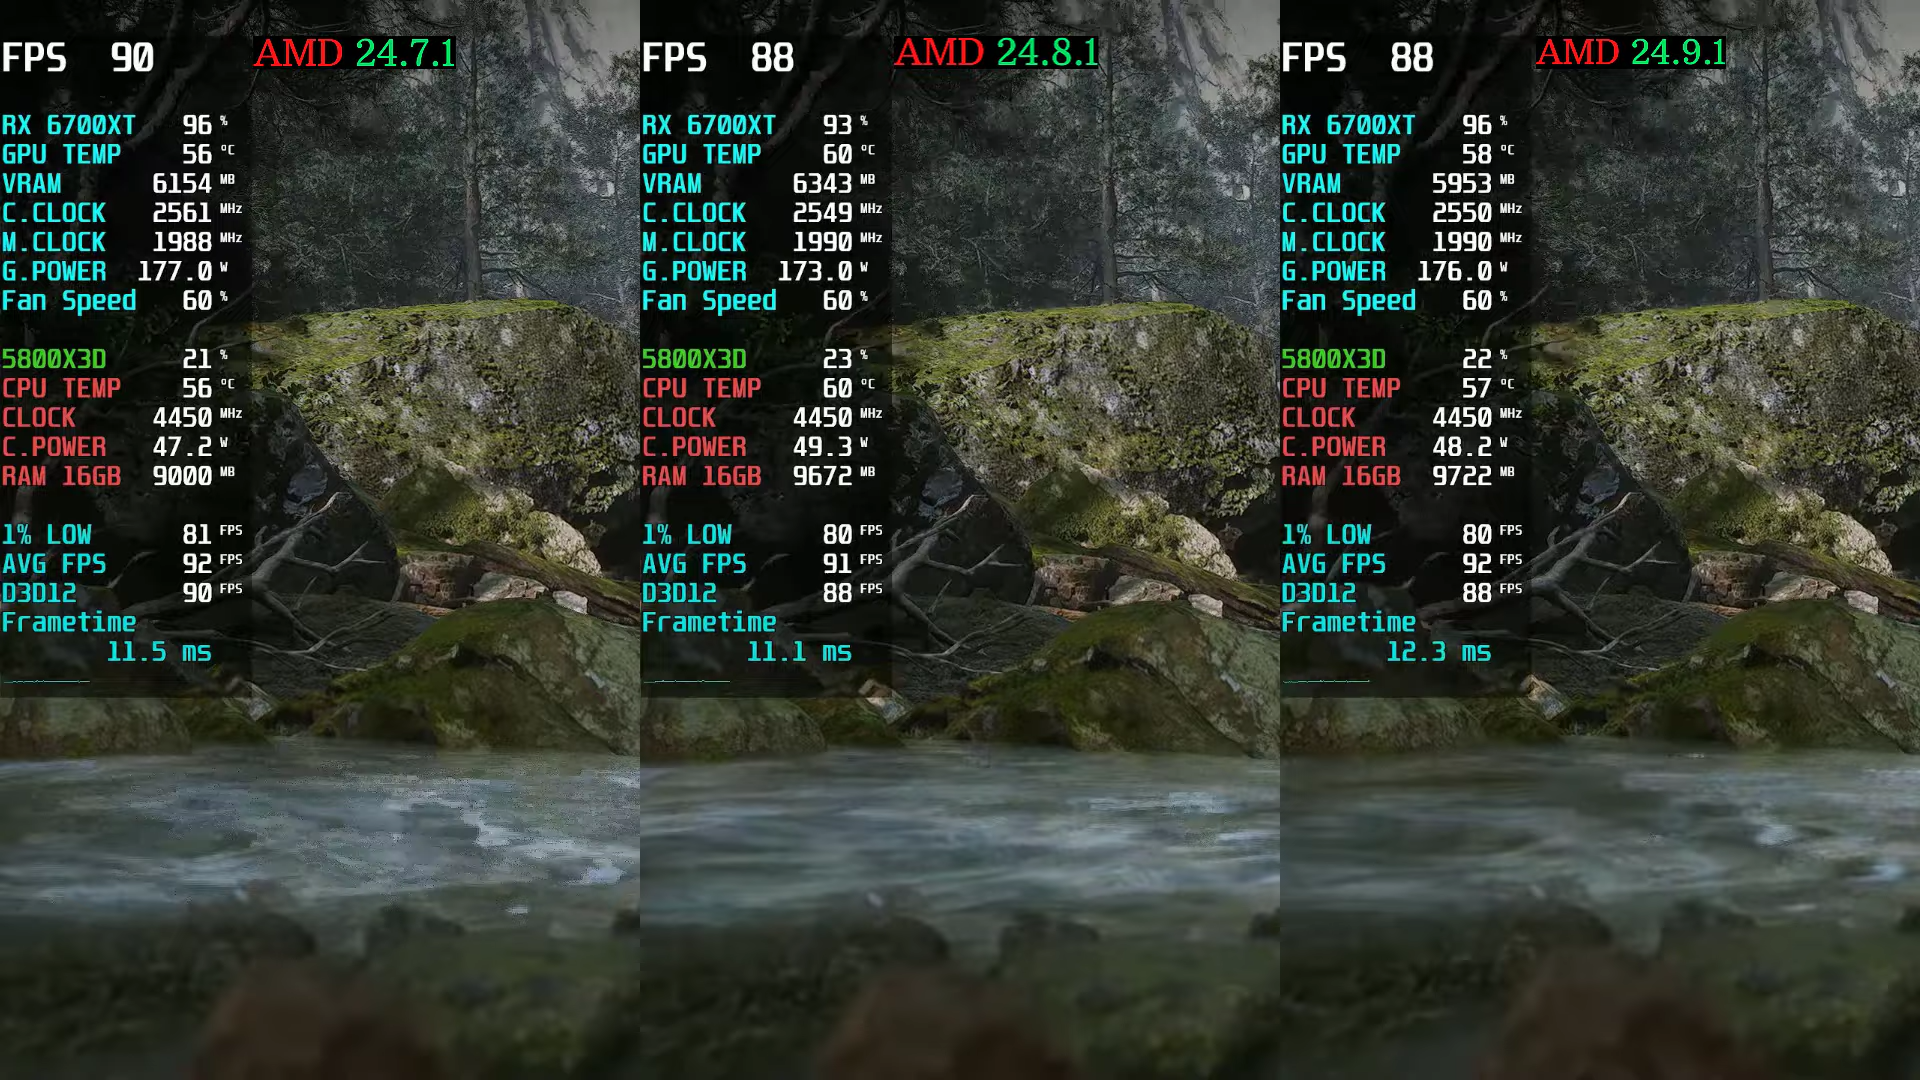 FPS 90 AMD 24.7.1
RX 6700XT 96 %
GPU TEMP 56 °C
VRAM 6154 MB
C.CLOCK 2561 MHz
M.CLOCK 1988 MHz
G.POWER 177.0 W
Fan Speed 60 %
5800X3D 21 %
CPU TEMP 56 °C
CLOCK 4450 MHz
C.POWER 47.2 W
RAM 16GB 9000 MB
1% LOW 81 FPS
AVG FPS 92 FPS
D3D12 90 FPS
Frametime
11.5 ms
FPS 88 AMD 24.8.1
RX 6700XT 93 %
GPU TEMP 60 °C
VRAM 6343 MB
C.CLOCK 2549 MHz
M.CLOCK 1990 MHz
G.POWER 173.0 W
Fan Speed 60 %
5800X3D 23 %
CPU TEMP 60 °C
CLOCK 4450 MHz
C.POWER 49.3 W
RAM 16GB 9672 MB
1% LOW 80 FPS
AVG FPS 91 FPS
D3D12 88 FPS
Frametime
11.1 ms
FPS 88 AMD 24.9.1
RX 6700XT 96 %
GPU TEMP 58 °C
VRAM 5953 MB
C.CLOCK 2550 MHz
M.CLOCK 1990 MHz
G.POWER 176.0 W
Fan Speed 60 %
5800X3D 22 %
CPU TEMP 57 °C
CLOCK 4450 MHz
C.POWER 48.2 W
RAM 16GB 9722 MB
1% LOW 80 FPS
AVG FPS 92 FPS
D3D12 88 FPS
Frametime
12.3 ms